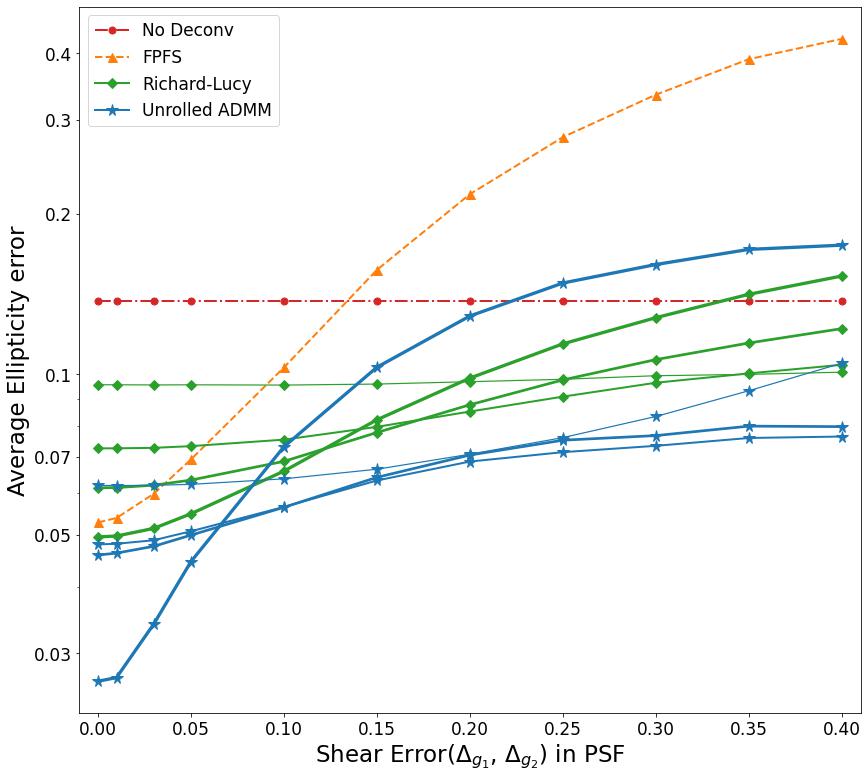 No Deconv
FPFS
Richard-Lucy
Unrolled ADMM
Average Ellipticity error
0.4
0.3
0.2
0.1
0.07
0.05
0.03
0.00 0.05 0.10 0.15 0.20 0.25 0.30 0.35 0.40
Shear Error(Δg₁, Δg₂) in PSF